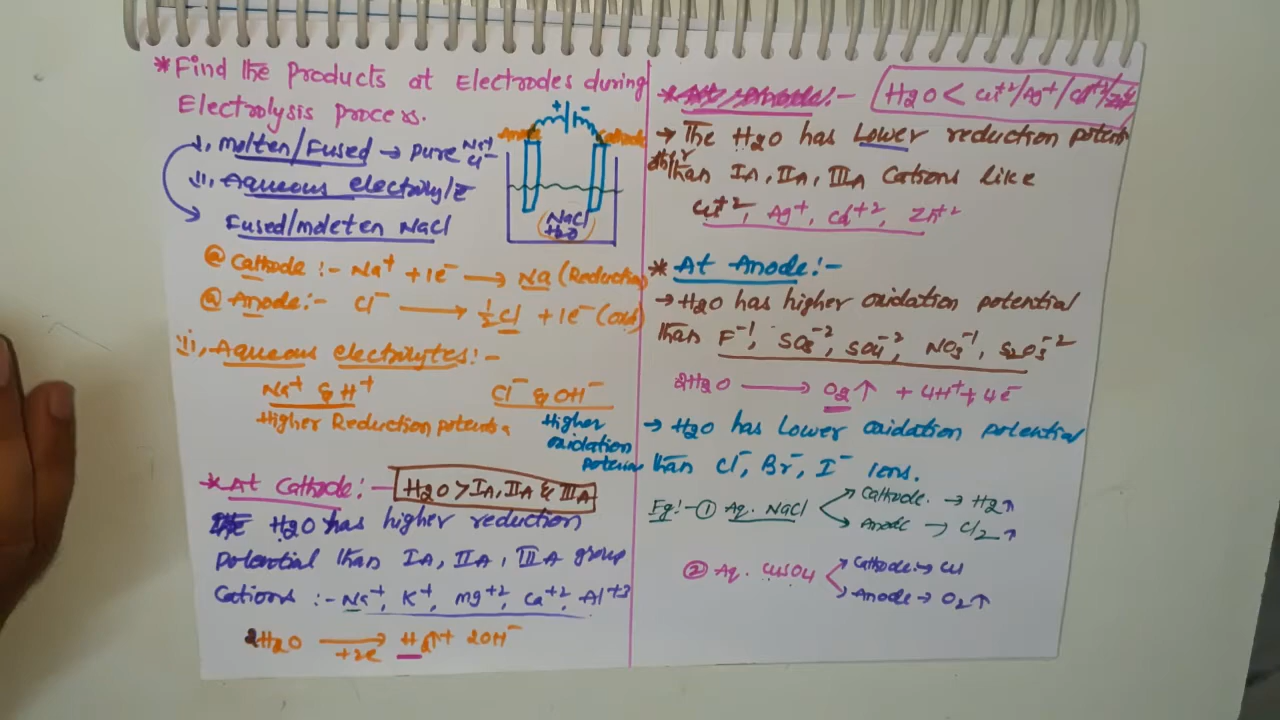 *Find the Products at Electrodes during
Electrolysis process.
i, molten/Fused → pure Na+ Cl-
ii, Aqueous electrolyte
Fused/moleten NaCl
+ -
Anode Cathode
NaCl
H2O
@ Cathode :- Na+ + 1e- → Na (Reduction)
@ Anode:- Cl- → ½Cl + 1e- (oxd)
ii, Aqueous electrolytes:-
Na+ & H+
Higher Reduction potent
Cl- & OH-
Higher
oxidation
potential
*At Cathode:- H2O > IA, IIA & IIIA
H2O has higher reduction
potential than IA, IIA, IIIA group
Cations :- Na+, K+, mg+2, Ca+2, Al+3
2H2O +2e → H2↑+ 2OH-
H2O < Cu+2/Ag+/Cd+2/Zn+2
→ The H2O has Lower reduction potent
than IA, IIA, IIIA Cations like
Cu+2, Ag+, Cd+2, Zn+2
* At Anode:-
→ H2O has higher oxidation potential
than F-1, SO3-2, SO4-2, NO3-1, S2O3-2
2H2O → O2↑ + 4H+ + 4e-
→ H2O has Lower oxidation potential
than Cl-, Br-, I- Ions.
Eg:- ① Aq. NaCl
Cathode. → H2↑
Anode → Cl2↑
② Aq. CuSO4
Cathode:→ Cu
Anode → O2↑